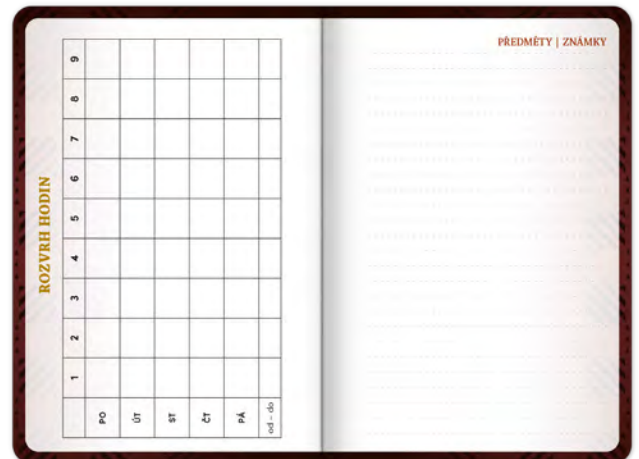 ROZVRH HODIN
1 2 3 4 5 6 7 8 9
PO
ÚT
ST
ČT
PÁ
od – do
PŘEDMĚTY | ZNÁMKY